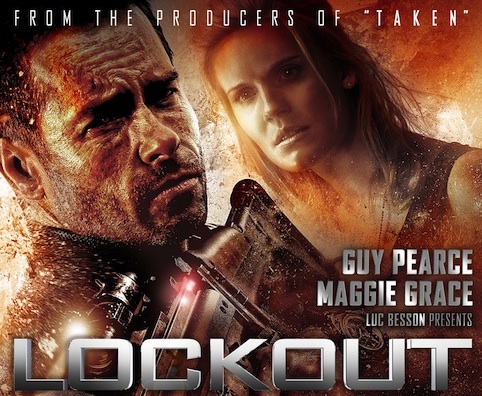 FROM THE PRODUCERS OF "TAKEN"
GUY PEARCE
MAGGIE GRACE
LUC BESSON PRESENTS
LOCKOUT